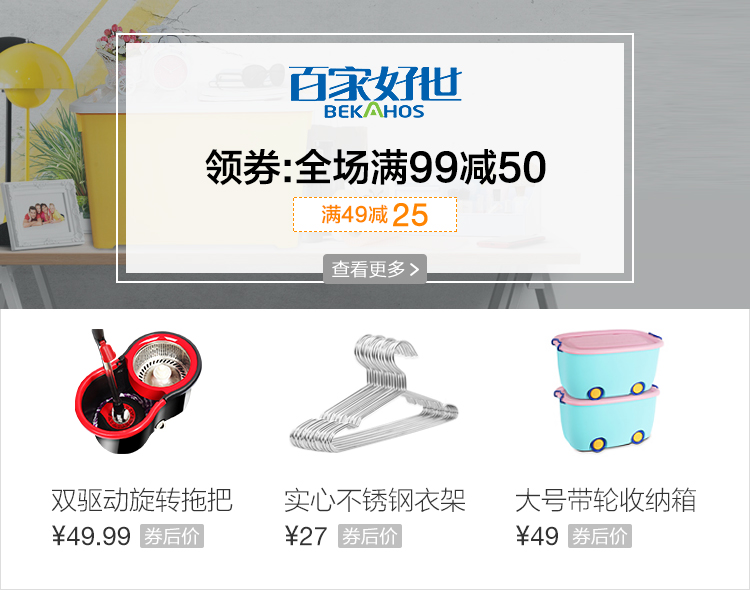 百家好世
BEKAHOS
领券:全场满99减50
满49减25
查看更多>
双驱动旋转拖把
¥49.99 券后价
实心不锈钢衣架
¥27 券后价
大号带轮收纳箱
¥49 券后价